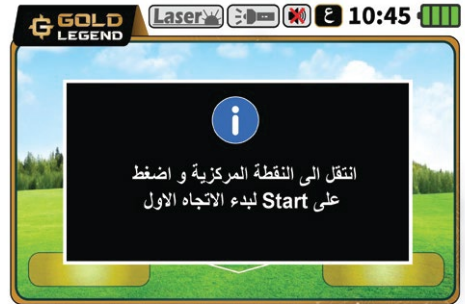 GOLD
LEGEND
Laser
ع
10:45
انتقل الى النقطة المركزية و اضغط
على Start لبدء الاتجاه الاول